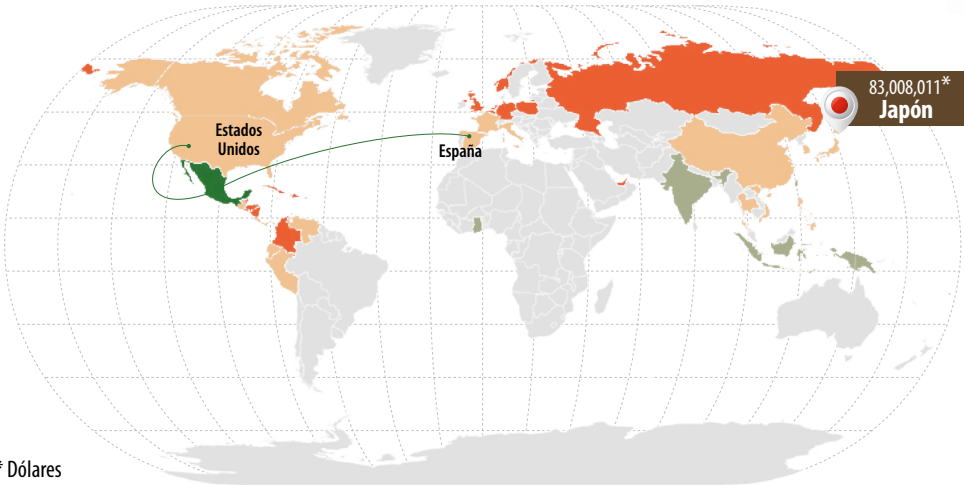 83,008,011*
Japón
Estados
Unidos
España
* Dólares